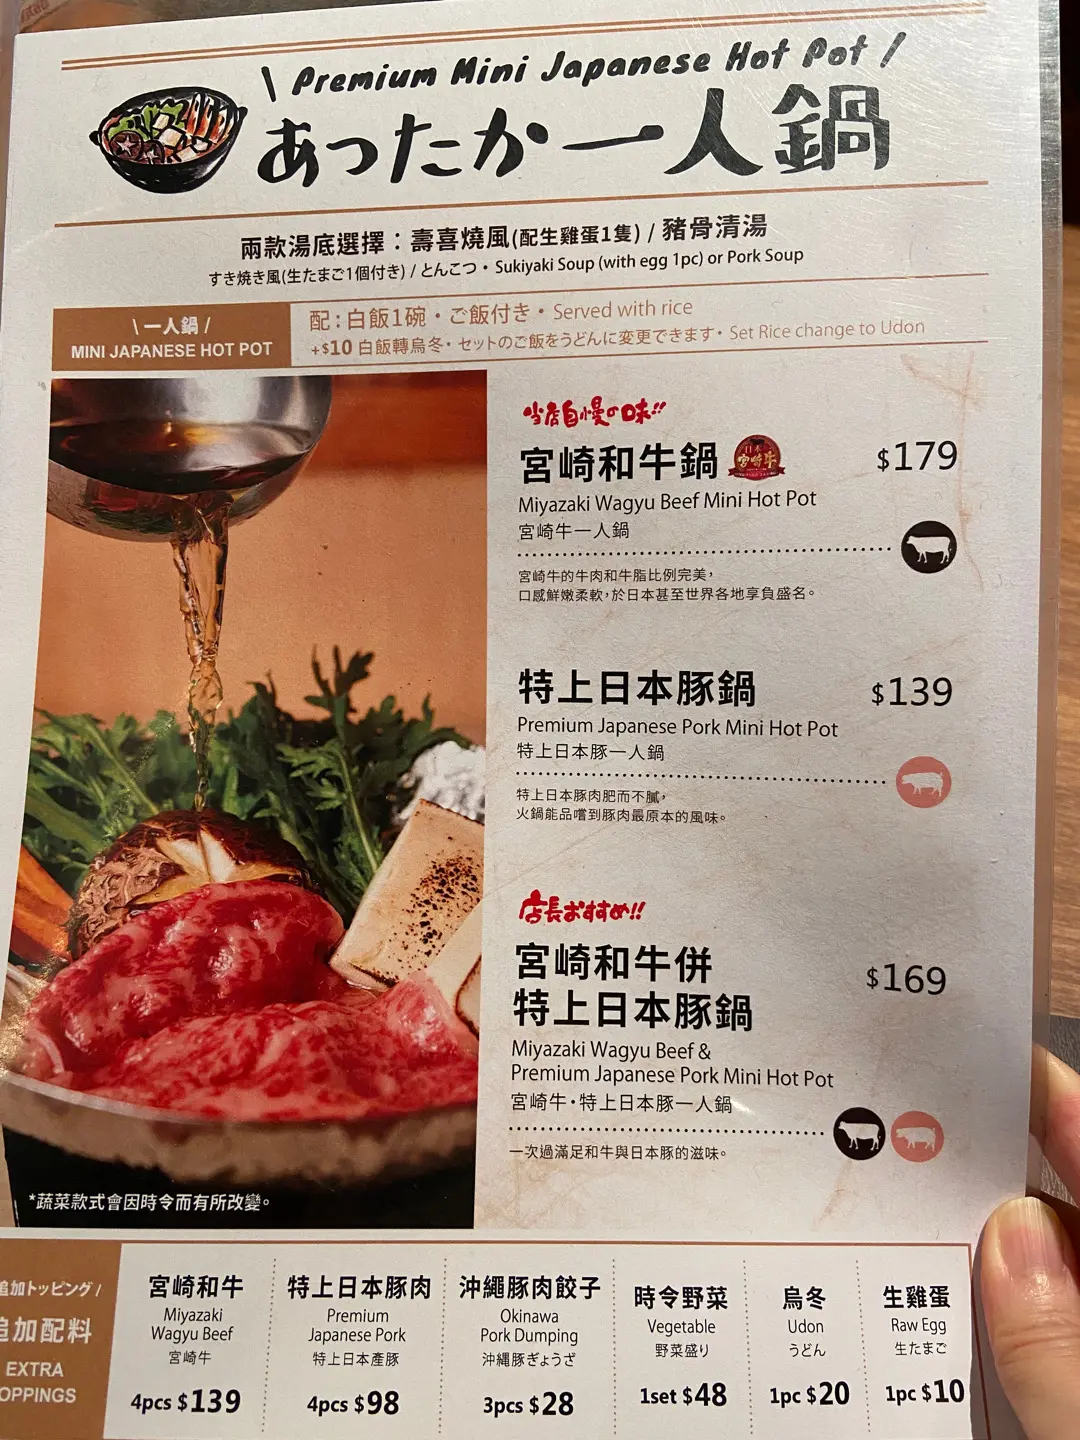 \ Premium Mini Japanese Hot Pot /
あったか一人鍋
兩款湯底選擇：壽喜燒風(配生雞蛋1隻) / 豬骨清湯
すき焼き風(生たまご1個付き) / とんこつ・Sukiyaki Soup (with egg 1pc) or Pork Soup
\ 一人鍋 /
MINI JAPANESE HOT POT
配：白飯1碗・ご飯付き・Served with rice
+$10 白飯轉烏冬・セットのご飯をうどんに変更できます・Set Rice change to Udon
当店自慢の味!!
宮崎和牛鍋
日本
宮崎牛
$179
Miyazaki Wagyu Beef Mini Hot Pot
宮崎牛一人鍋
宮崎牛的牛肉和牛脂比例完美，
口感鮮嫩柔軟，於日本甚至世界各地享負盛名。
特上日本豚鍋
$139
Premium Japanese Pork Mini Hot Pot
特上日本豚一人鍋
特上日本豚肉肥而不膩，
火鍋能品嚐到豚肉最原本的風味。
店長おすすめ!!
宮崎和牛併
特上日本豚鍋
$169
Miyazaki Wagyu Beef &
Premium Japanese Pork Mini Hot Pot
宮崎牛・特上日本豚一人鍋
一次過滿足和牛與日本豚的滋味。
*蔬菜款式會因時令而有所改變。
追加トッピング /
追加配料
EXTRA
OPPINGS
宮崎和牛
Miyazaki
Wagyu Beef
宮崎牛
4pcs $139
特上日本豚肉
Premium
Japanese Pork
特上日本產豚
4pcs $98
沖繩豚肉餃子
Okinawa
Pork Dumping
沖縄豚ぎょうざ
3pcs $28
時令野菜
Vegetable
野菜盛り
1set $48
烏冬
Udon
うどん
1pc $20
生雞蛋
Raw Egg
生たまご
1pc $10